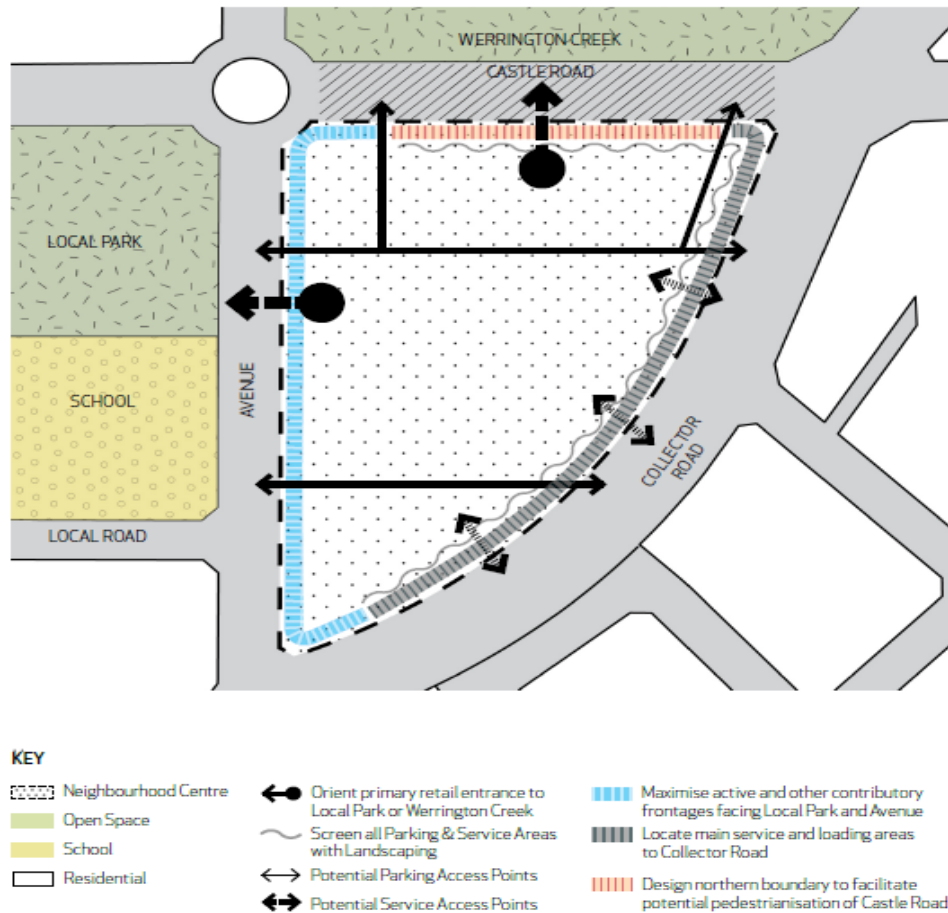 WERRINGTON CREEK
CASTLE ROAD
LOCAL PARK
AVENUE
SCHOOL
COLLECTOR
ROAD
LOCAL ROAD
KEY
Neighbourhood Centre
Open Space
School
Residential
Orient primary retail entrance to
Local Park or Werrington Creek
Screen all Parking & Service Areas
with Landscaping
Potential Parking Access Points
Potential Service Access Points
Maximise active and other contributory
frontages facing Local Park and Avenue
Locate main service and loading areas
to Collector Road
Design northern boundary to facilitate
potential pedestrianisation of Castle Road